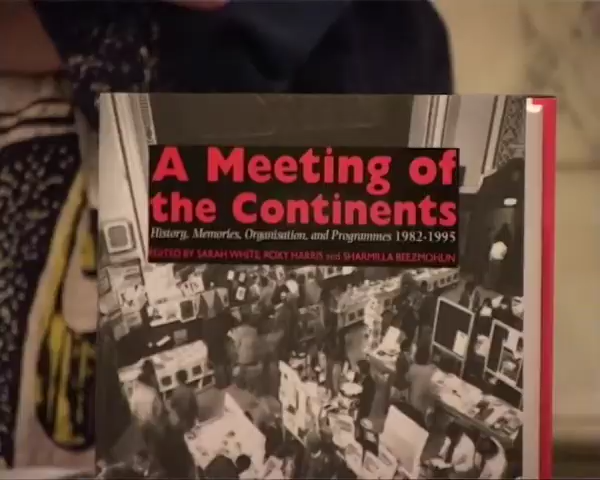 A Meeting of
the Continents
History, Memories, Organisation, and Programmes 1982-1995
EDITED BY SARAH WHITE, ROXY HARRIS and SHARMILLA BEEZMOHUN